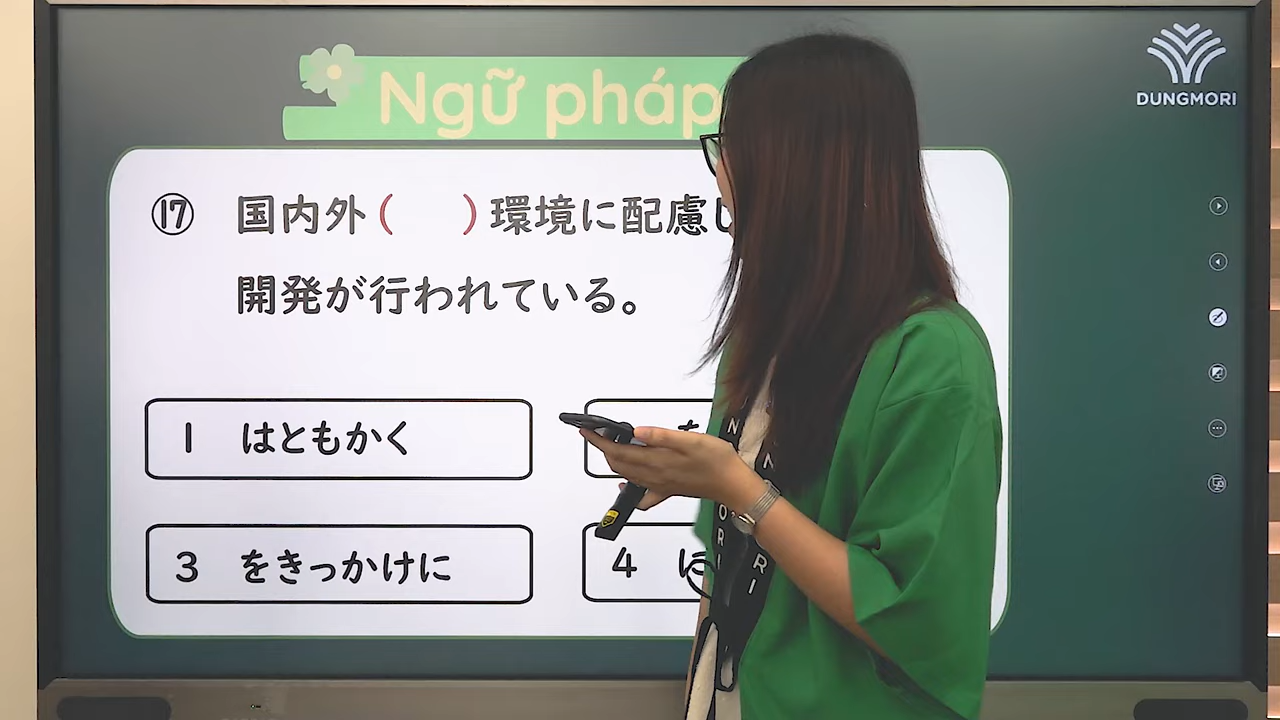 Ngữ pháp
DUNGMORI
⑰ 国内外( )環境に配慮し
開発が行われている。
1 はともかく
3 をきっかけに
4 に